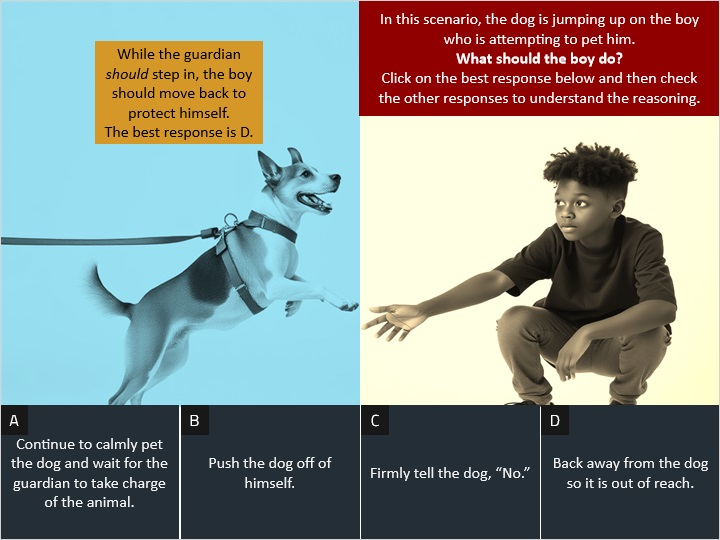 While the guardian
should step in, the boy
should move back to
protect himself.
The best response is D.
In this scenario, the dog is jumping up on the boy
who is attempting to pet him.
What should the boy do?
Click on the best response below and then check
the other responses to understand the reasoning.
A
Continue to calmly pet
the dog and wait for the
guardian to take charge
of the animal.
B
Push the dog off of
himself.
C
Firmly tell the dog, “No.”
D
Back away from the dog
so it is out of reach.